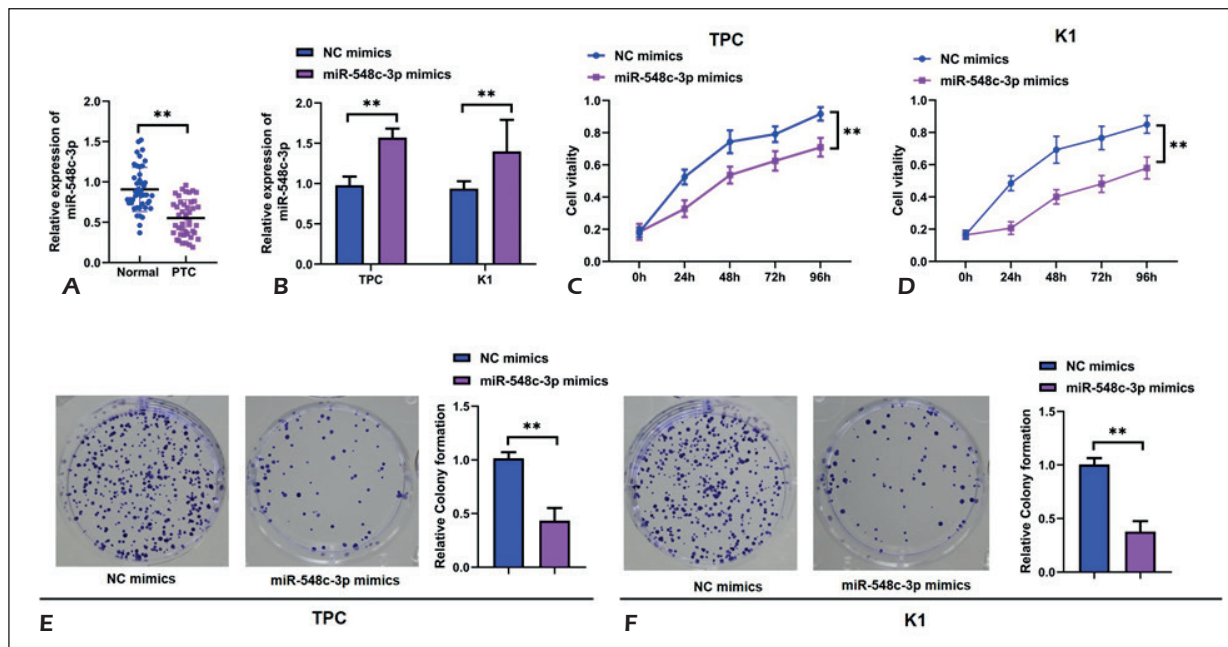 Relative expression of
miR-548c-3p
2.0
1.5
1.0
0.5
0.0
**
Normal PTC
A
NC mimics
miR-548c-3p mimics
Relative expression of
miR-548c-3p
2.0
1.5
1.0
0.5
0.0
**
**
TPC K1
B
TPC
NC mimics
miR-548c-3p mimics
Cell vitality
1.0
0.8
0.6
0.4
0.2
0.0
**
0h 24h 48h 72h 96h
C
K1
NC mimics
miR-548c-3p mimics
Cell vitality
1.0
0.8
0.6
0.4
0.2
0.0
**
0h 24h 48h 72h 96h
D
NC mimics
miR-548c-3p mimics
NC mimics
miR-548c-3p mimics
Relative Colony formation
1.5
1.0
0.5
0.0
**
E
TPC
NC mimics
miR-548c-3p mimics
NC mimics
miR-548c-3p mimics
Relative Colony formation
1.5
1.0
0.5
0.0
**
F
K1